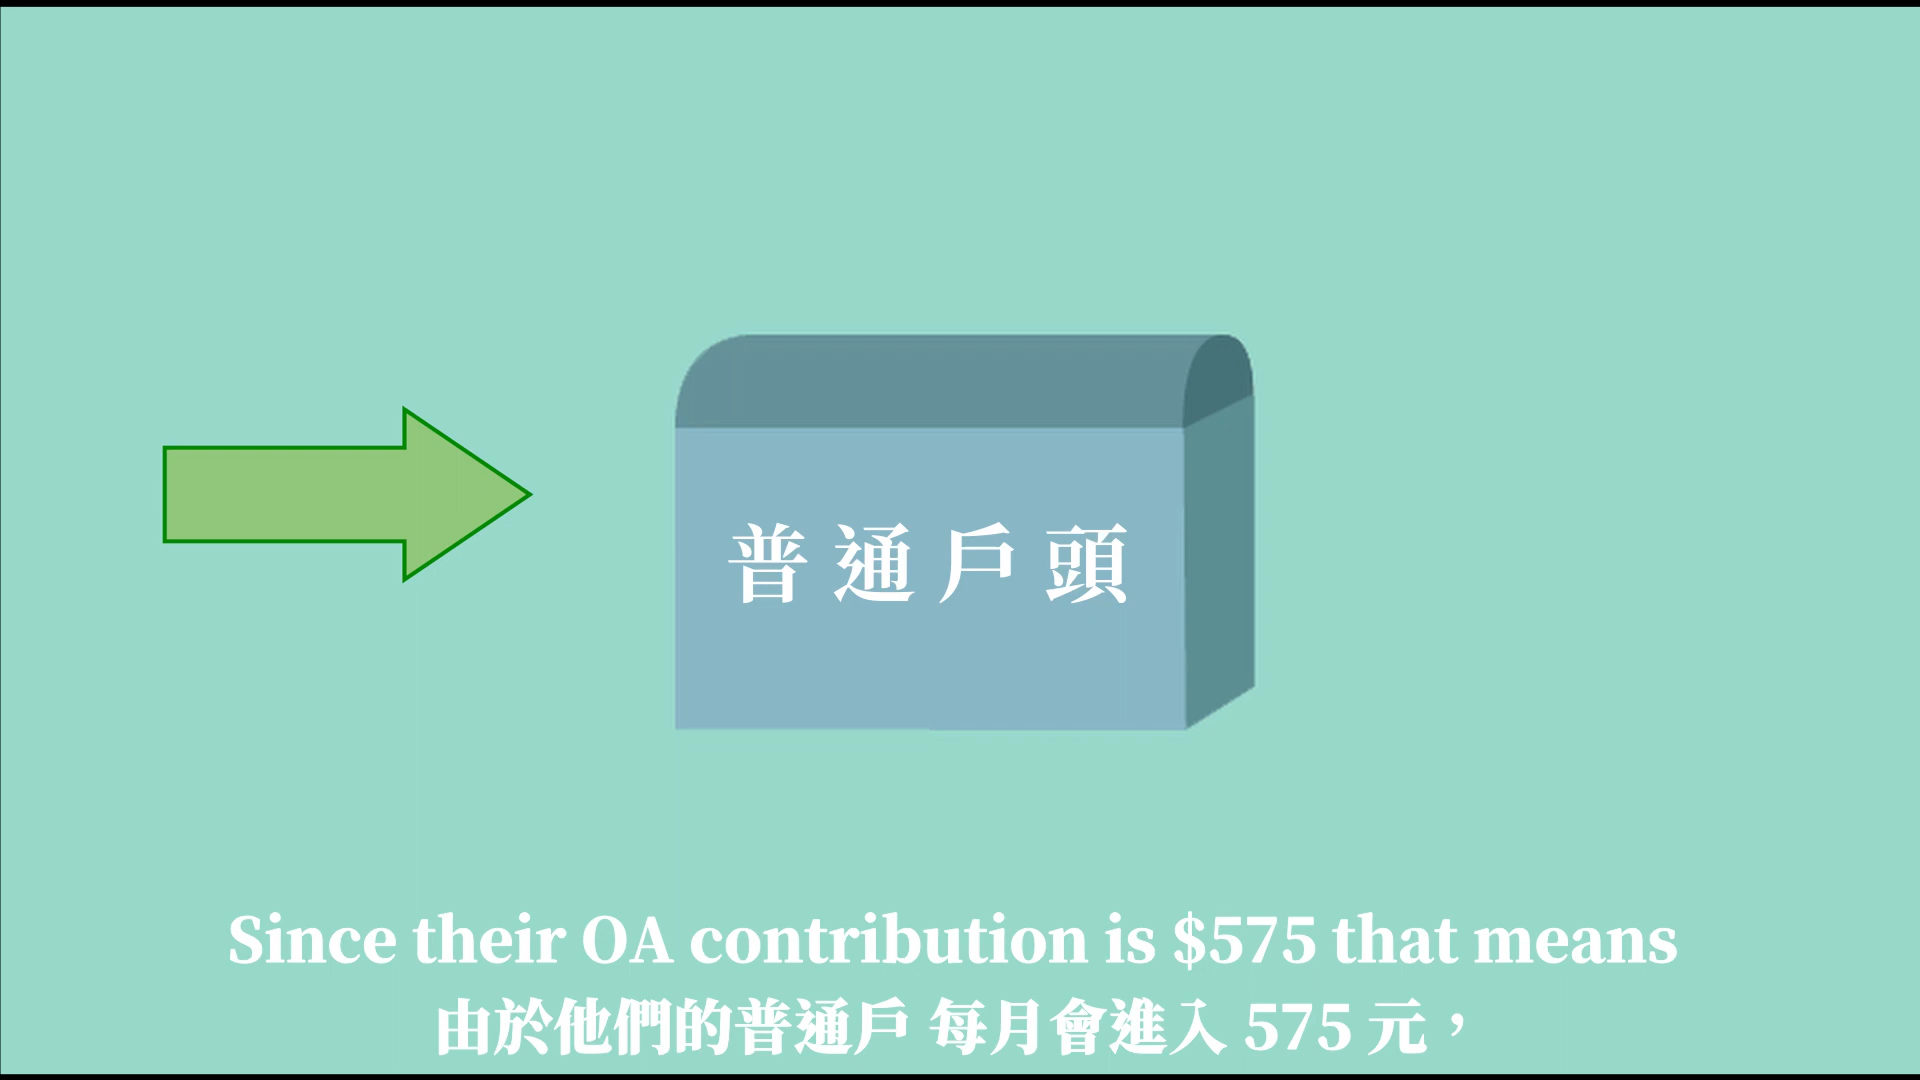 普通戶頭
Since their OA contribution is $575 that means
由於他們的普通戶 每月會進入 575 元，